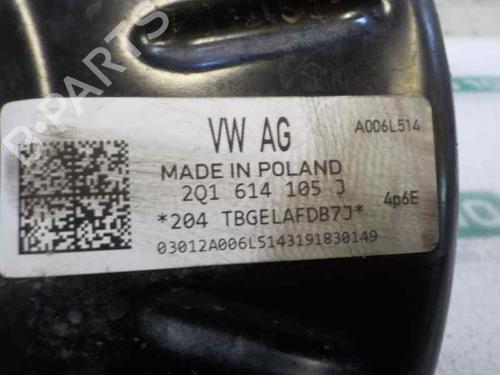 VW AG
A006L514
MADE IN POLAND
2Q1 614 105 J
*204 TBGELAFDB7J*
4p6E
03012A006L5143191830149
B-PARTS